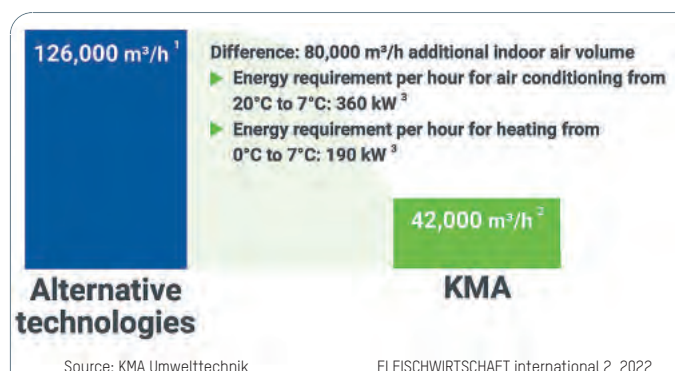 126,000 m³/h ¹
Difference: 80,000 m³/h additional indoor air volume
Energy requirement per hour for air conditioning from
20°C to 7°C: 360 kW ³
Energy requirement per hour for heating from
0°C to 7°C: 190 kW ³
42,000 m³/h ²
Alternative
technologies
KMA
Source: KMA Umwelttechnik
FLEISCHWIRTSCHAFT international 2_2022